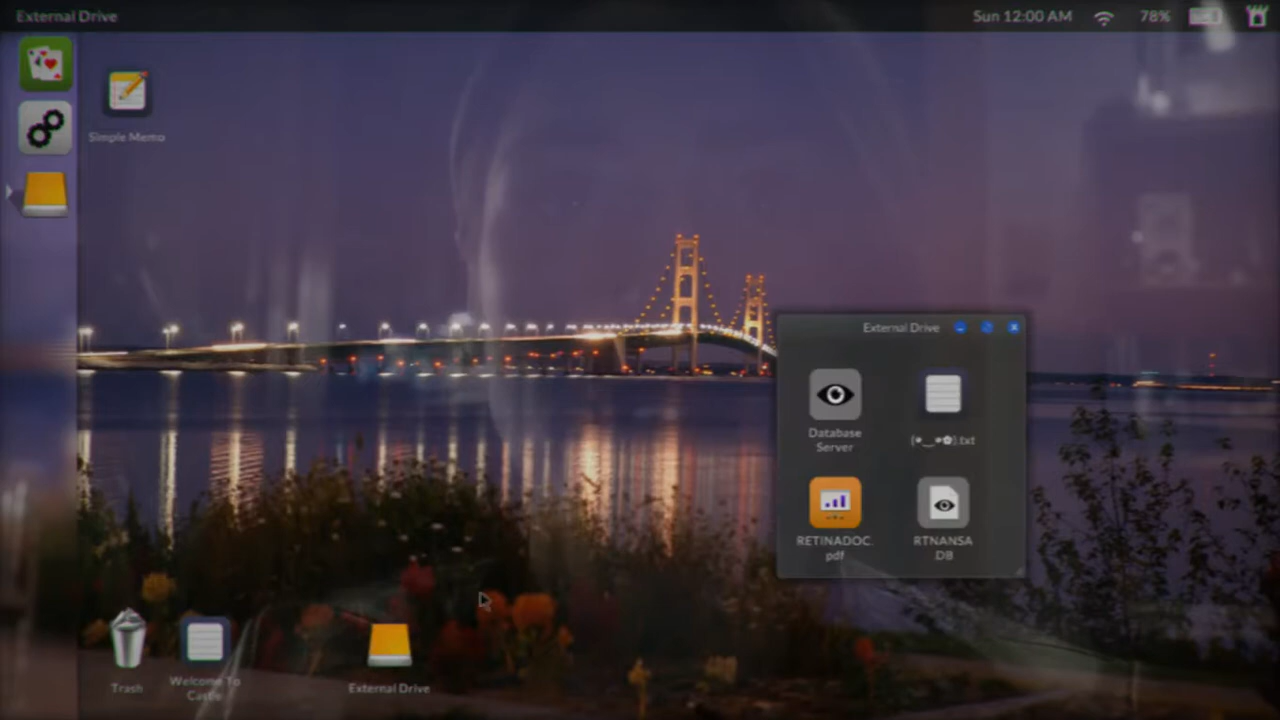 External Drive
Sun 12:00 AM
78%
Simple Memo
External Drive
Database
Server
RETINADOC.
pdf
RTNANSA
DB
Trash
Welcome To
Castle
External Drive